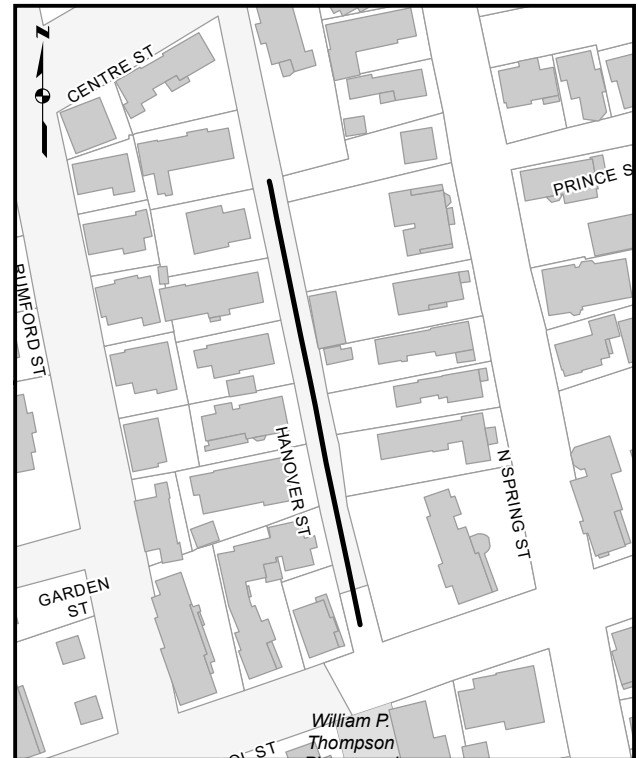 N
CENTRE ST
PRINCE S
RUMFORD ST
HANOVER ST
N SPRING ST
GARDEN
ST
William P.
Thompson
OL ST